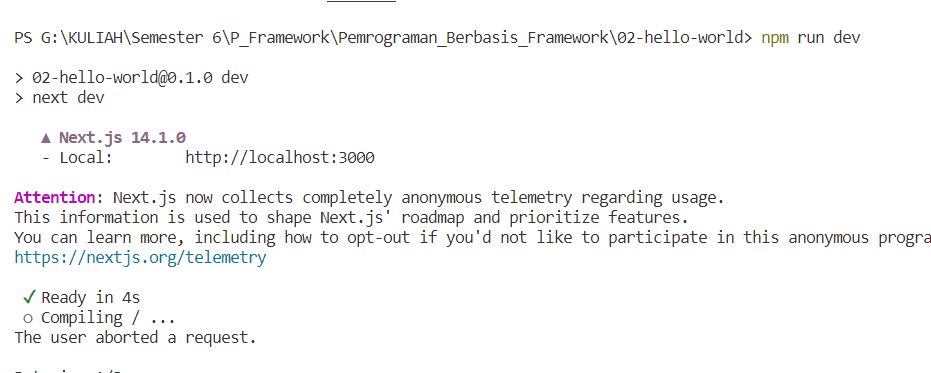 PS G:\KULIAH\Semester 6\P_Framework\Pemrograman_Berbasis_Framework\02-hello-world> npm run dev
> 02-hello-world@0.1.0 dev
> next dev
▲ Next.js 14.1.0
- Local: http://localhost:3000
Attention: Next.js now collects completely anonymous telemetry regarding usage.
This information is used to shape Next.js' roadmap and prioritize features.
You can learn more, including how to opt-out if you'd not like to participate in this anonymous progra
https://nextjs.org/telemetry
✓ Ready in 4s
○ Compiling / ...
The user aborted a request.